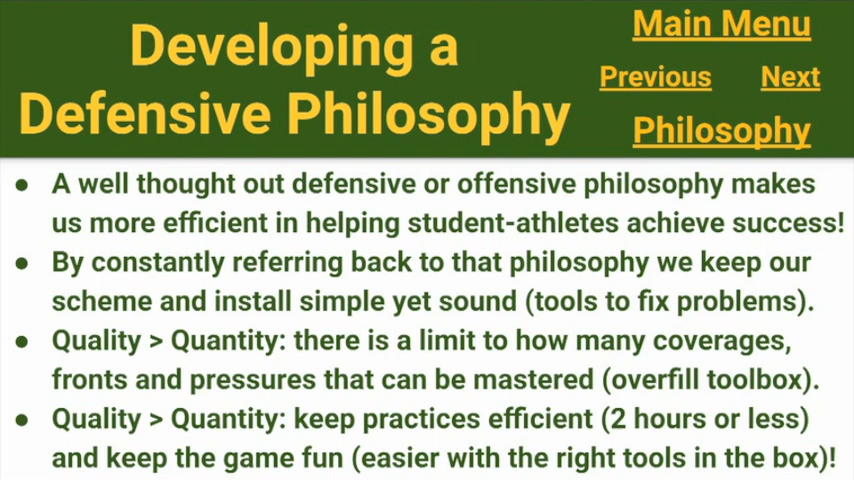 Developing a
Defensive Philosophy
Main Menu
Previous Next
Philosophy
● A well thought out defensive or offensive philosophy makes
us more efficient in helping student-athletes achieve success!
● By constantly referring back to that philosophy we keep our
scheme and install simple yet sound (tools to fix problems).
● Quality > Quantity: there is a limit to how many coverages,
fronts and pressures that can be mastered (overfill toolbox).
● Quality > Quantity: keep practices efficient (2 hours or less)
and keep the game fun (easier with the right tools in the box)!